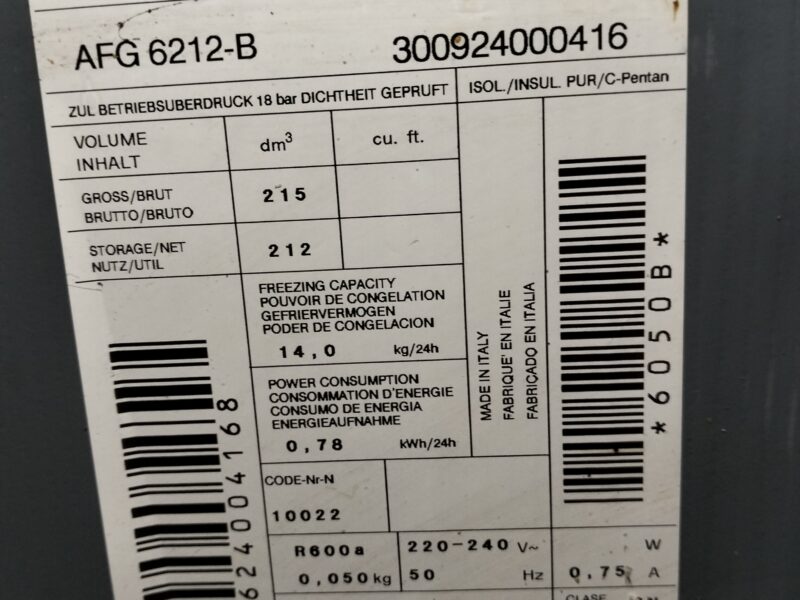 AFG 6212-B 300924000416
ZUL BETRIEBSUBERDRUCK 18 bar DICHTHEIT GEPRUFT
ISOL./INSUL. PUR/C-Pentan
VOLUME
INHALT
dm³
cu. ft.
GROSS/BRUT
BRUTTO/BRUTO
215
STORAGE/NET
NUTZ/UTIL
212
FREEZING CAPACITY
POUVOIR DE CONGELATION
GEFRIERVERMOGEN
PODER DE CONGELACION
14,0 kg/24h
POWER CONSUMPTION
CONSOMMATION D'ENERGIE
CONSUMO DE ENERGIA
ENERGIEAUFNAHME
0,78 kWh/24h
MADE IN ITALY
FABRIQUE' EN ITALIE
FABRICADO EN ITALIA
*6050B*
624004168
CODE-Nr-N
10022
R600a
0,050kg
220-240 V~
50 Hz
W
0,75 A
CLASE